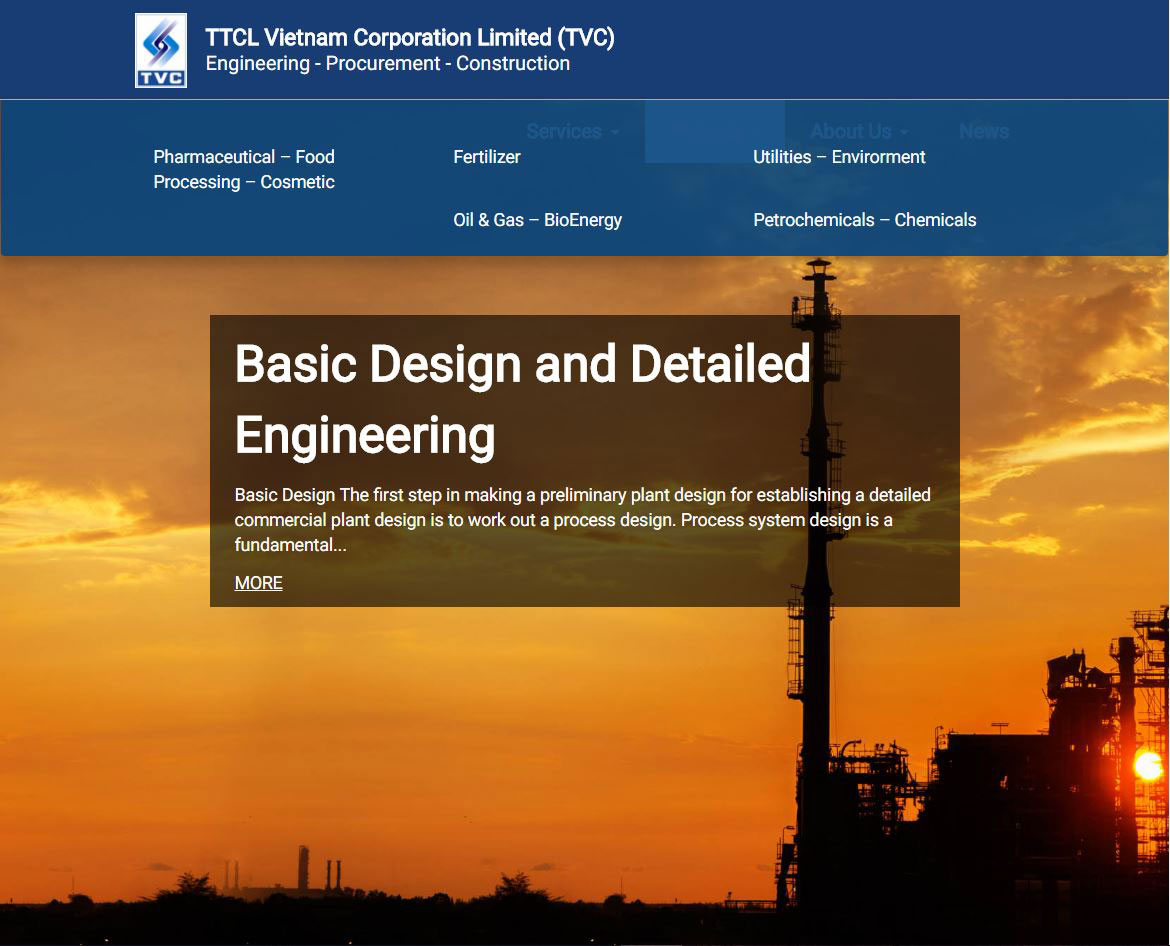 TVC
TTCL Vietnam Corporation Limited (TVC)
Engineering - Procurement - Construction
Services
About Us
News
Pharmaceutical – Food
Processing – Cosmetic
Fertilizer
Utilities – Envirorment
Oil & Gas – BioEnergy
Petrochemicals – Chemicals
Basic Design and Detailed
Engineering
Basic Design The first step in making a preliminary plant design for establishing a detailed
commercial plant design is to work out a process design. Process system design is a
fundamental...
MORE